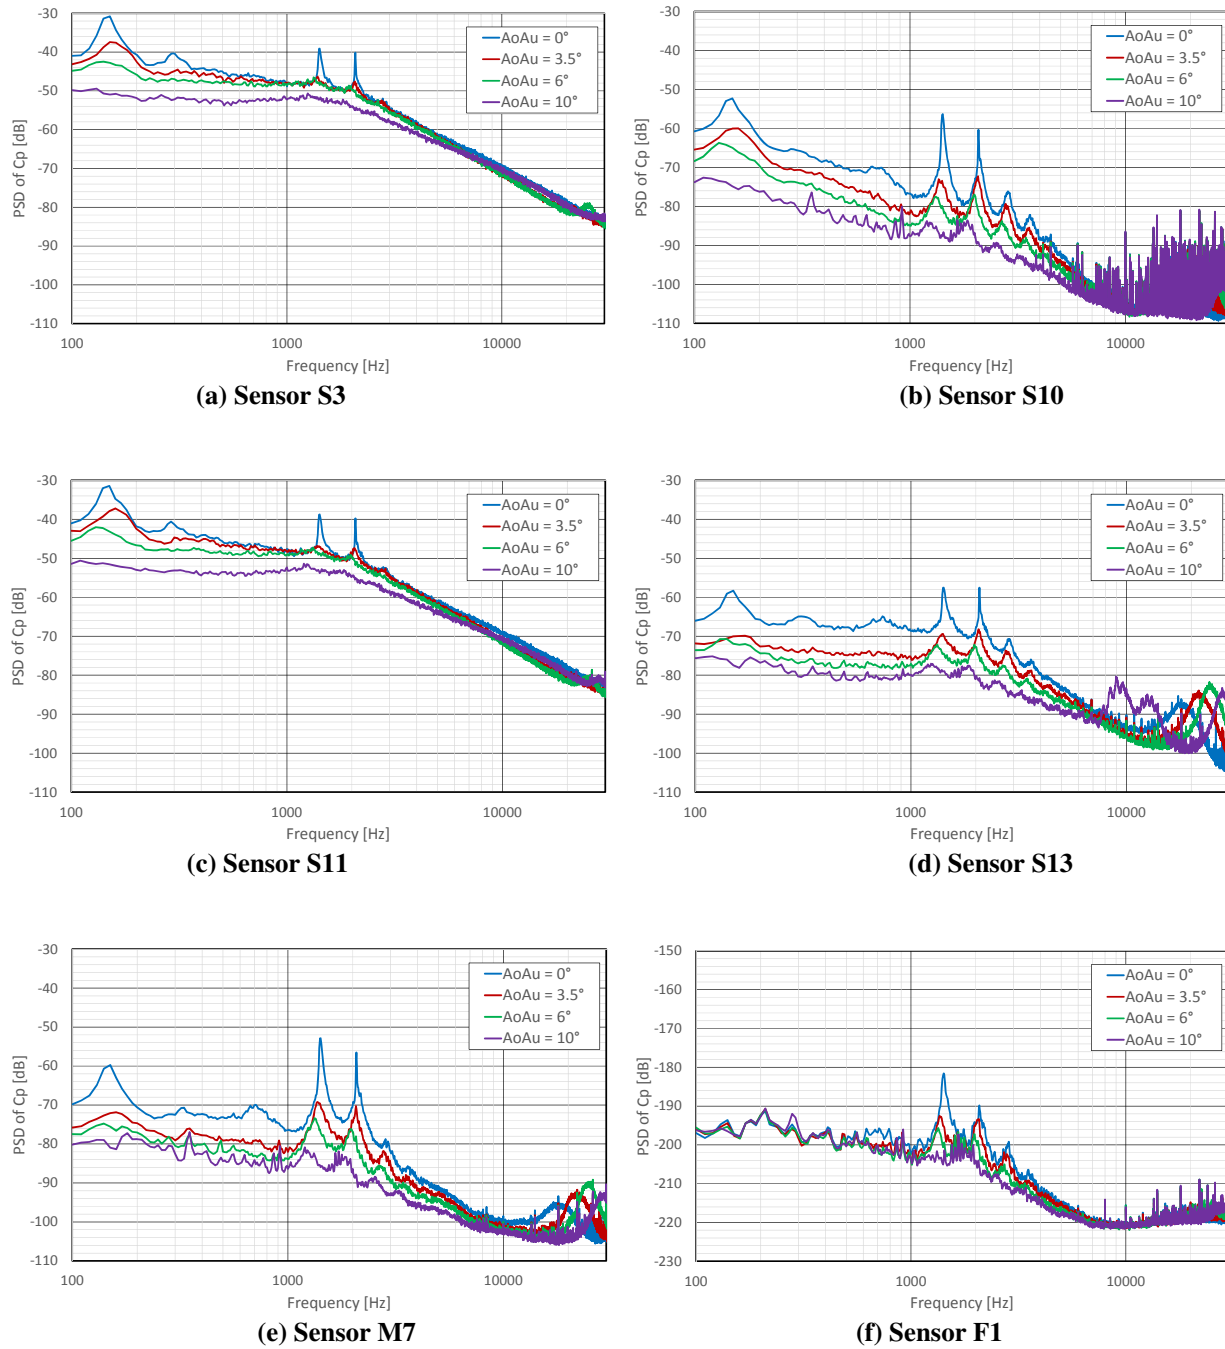 -30
-40
-50
-60
-70
-80
-90
-100
-110
PSD of Cp [dB]
AoAu = 0°
AoAu = 3.5°
AoAu = 6°
AoAu = 10°
100 1000 10000
Frequency [Hz]
(a) Sensor S3
-30
-40
-50
-60
-70
-80
-90
-100
-110
PSD of Cp [dB]
AoAu = 0°
AoAu = 3.5°
AoAu = 6°
AoAu = 10°
100 1000 10000
Frequency [Hz]
(b) Sensor S10
-30
-40
-50
-60
-70
-80
-90
-100
-110
PSD of Cp [dB]
AoAu = 0°
AoAu = 3.5°
AoAu = 6°
AoAu = 10°
100 1000 10000
Frequency [Hz]
(c) Sensor S11
-30
-40
-50
-60
-70
-80
-90
-100
-110
PSD of Cp [dB]
AoAu = 0°
AoAu = 3.5°
AoAu = 6°
AoAu = 10°
100 1000 10000
Frequency [Hz]
(d) Sensor S13
-30
-40
-50
-60
-70
-80
-90
-100
-110
PSD of Cp [dB]
AoAu = 0°
AoAu = 3.5°
AoAu = 6°
AoAu = 10°
100 1000 10000
Frequency [Hz]
(e) Sensor M7
-150
-160
-170
-180
-190
-200
-210
-220
-230
PSD of Cp [dB]
AoAu = 0°
AoAu = 3.5°
AoAu = 6°
AoAu = 10°
100 1000 10000
Frequency [Hz]
(f) Sensor F1